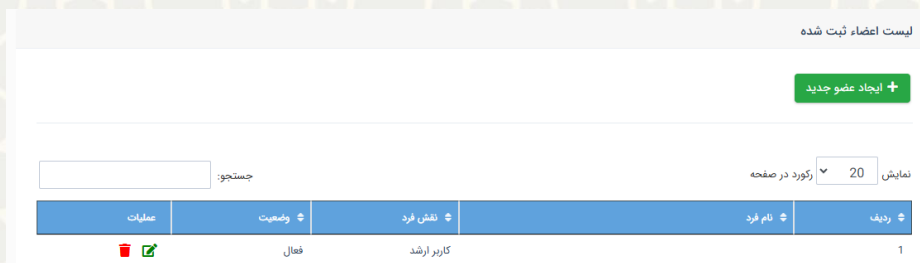 لیست اعضاء ثبت شده
+ ایجاد عضو جدید
نمایش 20 رکورد در صفحه جستجو:
ردیف نام فرد نقش فرد وضعیت عملیات
1 کاربر ارشد فعال